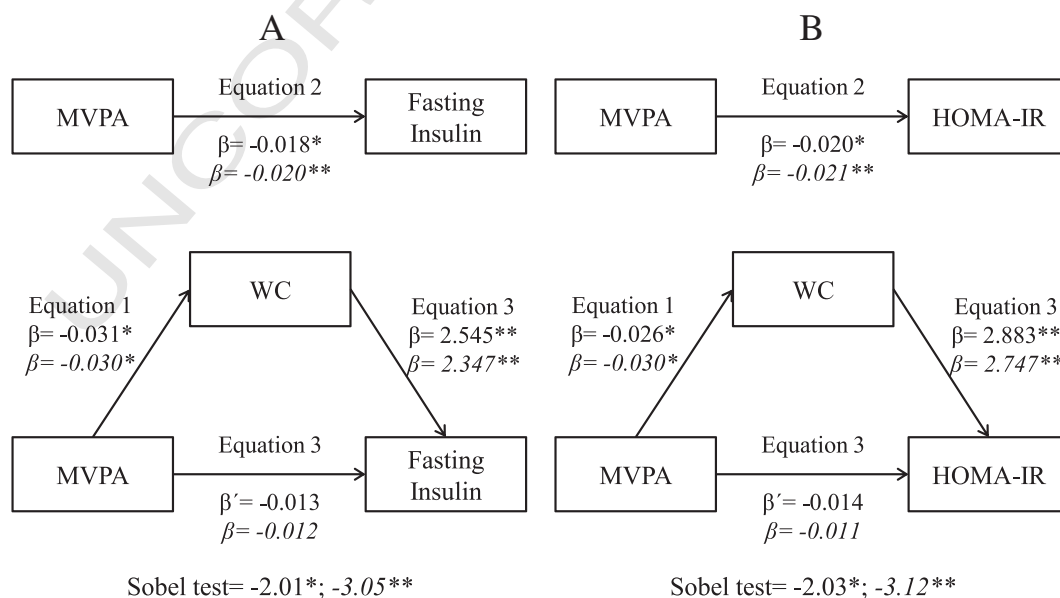 A
Equation 2
MVPA
Fasting
Insulin
β= -0.018*
β= -0.020**
WC
Equation 1
β= -0.031*
β= -0.030*
Equation 3
β= 2.545**
β= 2.347**
MVPA
Equation 3
Fasting
Insulin
β´= -0.013
β= -0.012
Sobel test= -2.01*; -3.05**
B
Equation 2
MVPA
HOMA-IR
β= -0.020*
β= -0.021**
WC
Equation 1
β= -0.026*
β= -0.030*
Equation 3
β= 2.883**
β= 2.747**
MVPA
Equation 3
HOMA-IR
β´= -0.014
β= -0.011
Sobel test= -2.03*; -3.12**